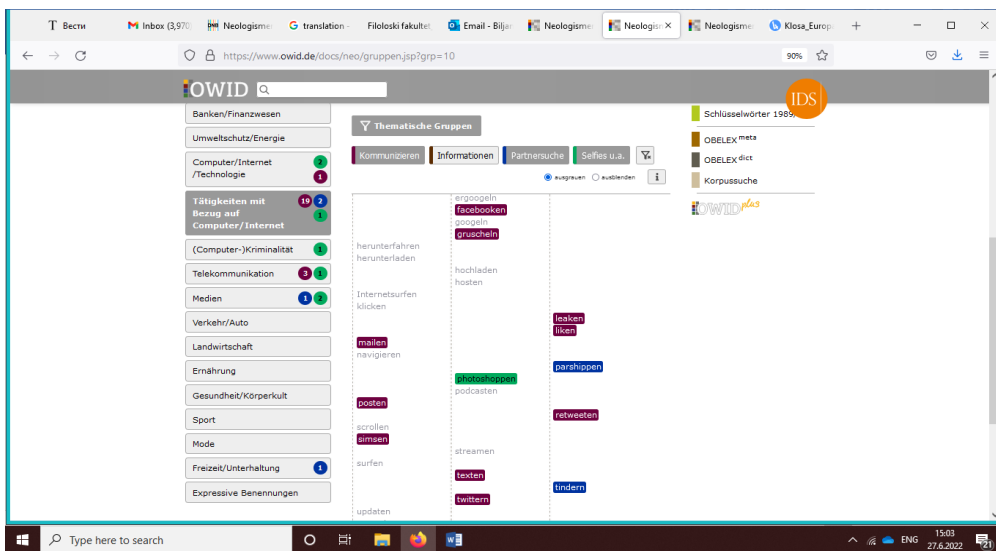 T Вести
M Inbox (3,970)
Neologisme
translation -
Filoloski fakultet
Email - Biljan
Neologisme
Neologism
Neologisme
Klosa_Europ
https://www.owid.de/docs/neo/gruppen.jsp?grp=10
90%
OWID
IDS
Banken/Finanzwesen
Umweltschutz/Energie
Computer/Internet
/Technologie
2
1
Tätigkeiten mit
Bezug auf
Computer/Internet
19 2
1
(Computer-)Kriminalität 1
Telekommunikation 3 1
Medien 1 2
Verkehr/Auto
Landwirtschaft
Ernährung
Gesundheit/Körperkult
Sport
Mode
Freizeit/Unterhaltung 1
Expressive Benennungen
Thematische Gruppen
Kommunizieren Informationen Partnersuche Selfies u.a.
ausgrauen ausblenden i
ergoogeln
facebooken
googeln
gruscheln
herunterfahren
herunterladen
hochladen
hosten
Internetsurfen
klicken
leaken
liken
mailen
navigieren
parshippen
photoshoppen
podcasten
posten
retweeten
scrollen
simsen
streamen
surfen
texten
tindern
twittern
updaten
Schlüsselwörter 1989/
OBELEX meta
OBELEX dict
Korpussuche
OWID plus
Type here to search
ENG
15:03
27.6.2022
21